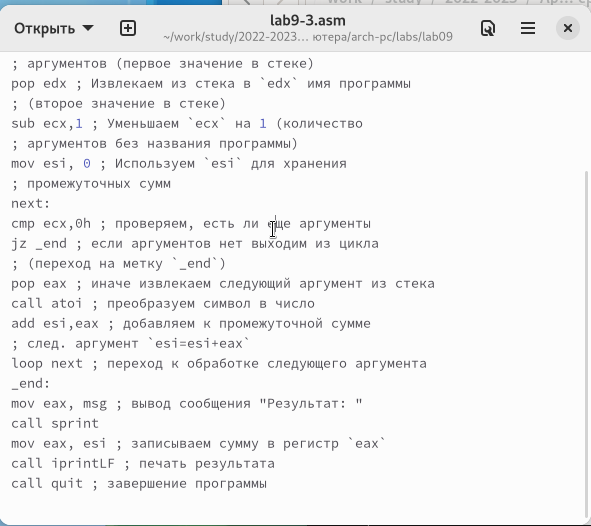 Открыть
lab9-3.asm
~/work/study/2022-2023... ютера/arch-pc/labs/lab09
; аргументов (первое значение в стеке)
pop edx ; Извлекаем из стека в `edx` имя программы
; (второе значение в стеке)
sub ecx,1 ; Уменьшаем `ecx` на 1 (количество
; аргументов без названия программы)
mov esi, 0 ; Используем `esi` для хранения
; промежуточных сумм
next:
cmp ecx,0h ; проверяем, есть ли еще аргументы
jz _end ; если аргументов нет выходим из цикла
; (переход на метку `_end`)
pop eax ; иначе извлекаем следующий аргумент из стека
call atoi ; преобразуем символ в число
add esi,eax ; добавляем к промежуточной сумме
; след. аргумент `esi=esi+eax`
loop next ; переход к обработке следующего аргумента
_end:
mov eax, msg ; вывод сообщения "Результат: "
call sprint
mov eax, esi ; записываем сумму в регистр `eax`
call iprintLF ; печать результата
call quit ; завершение программы